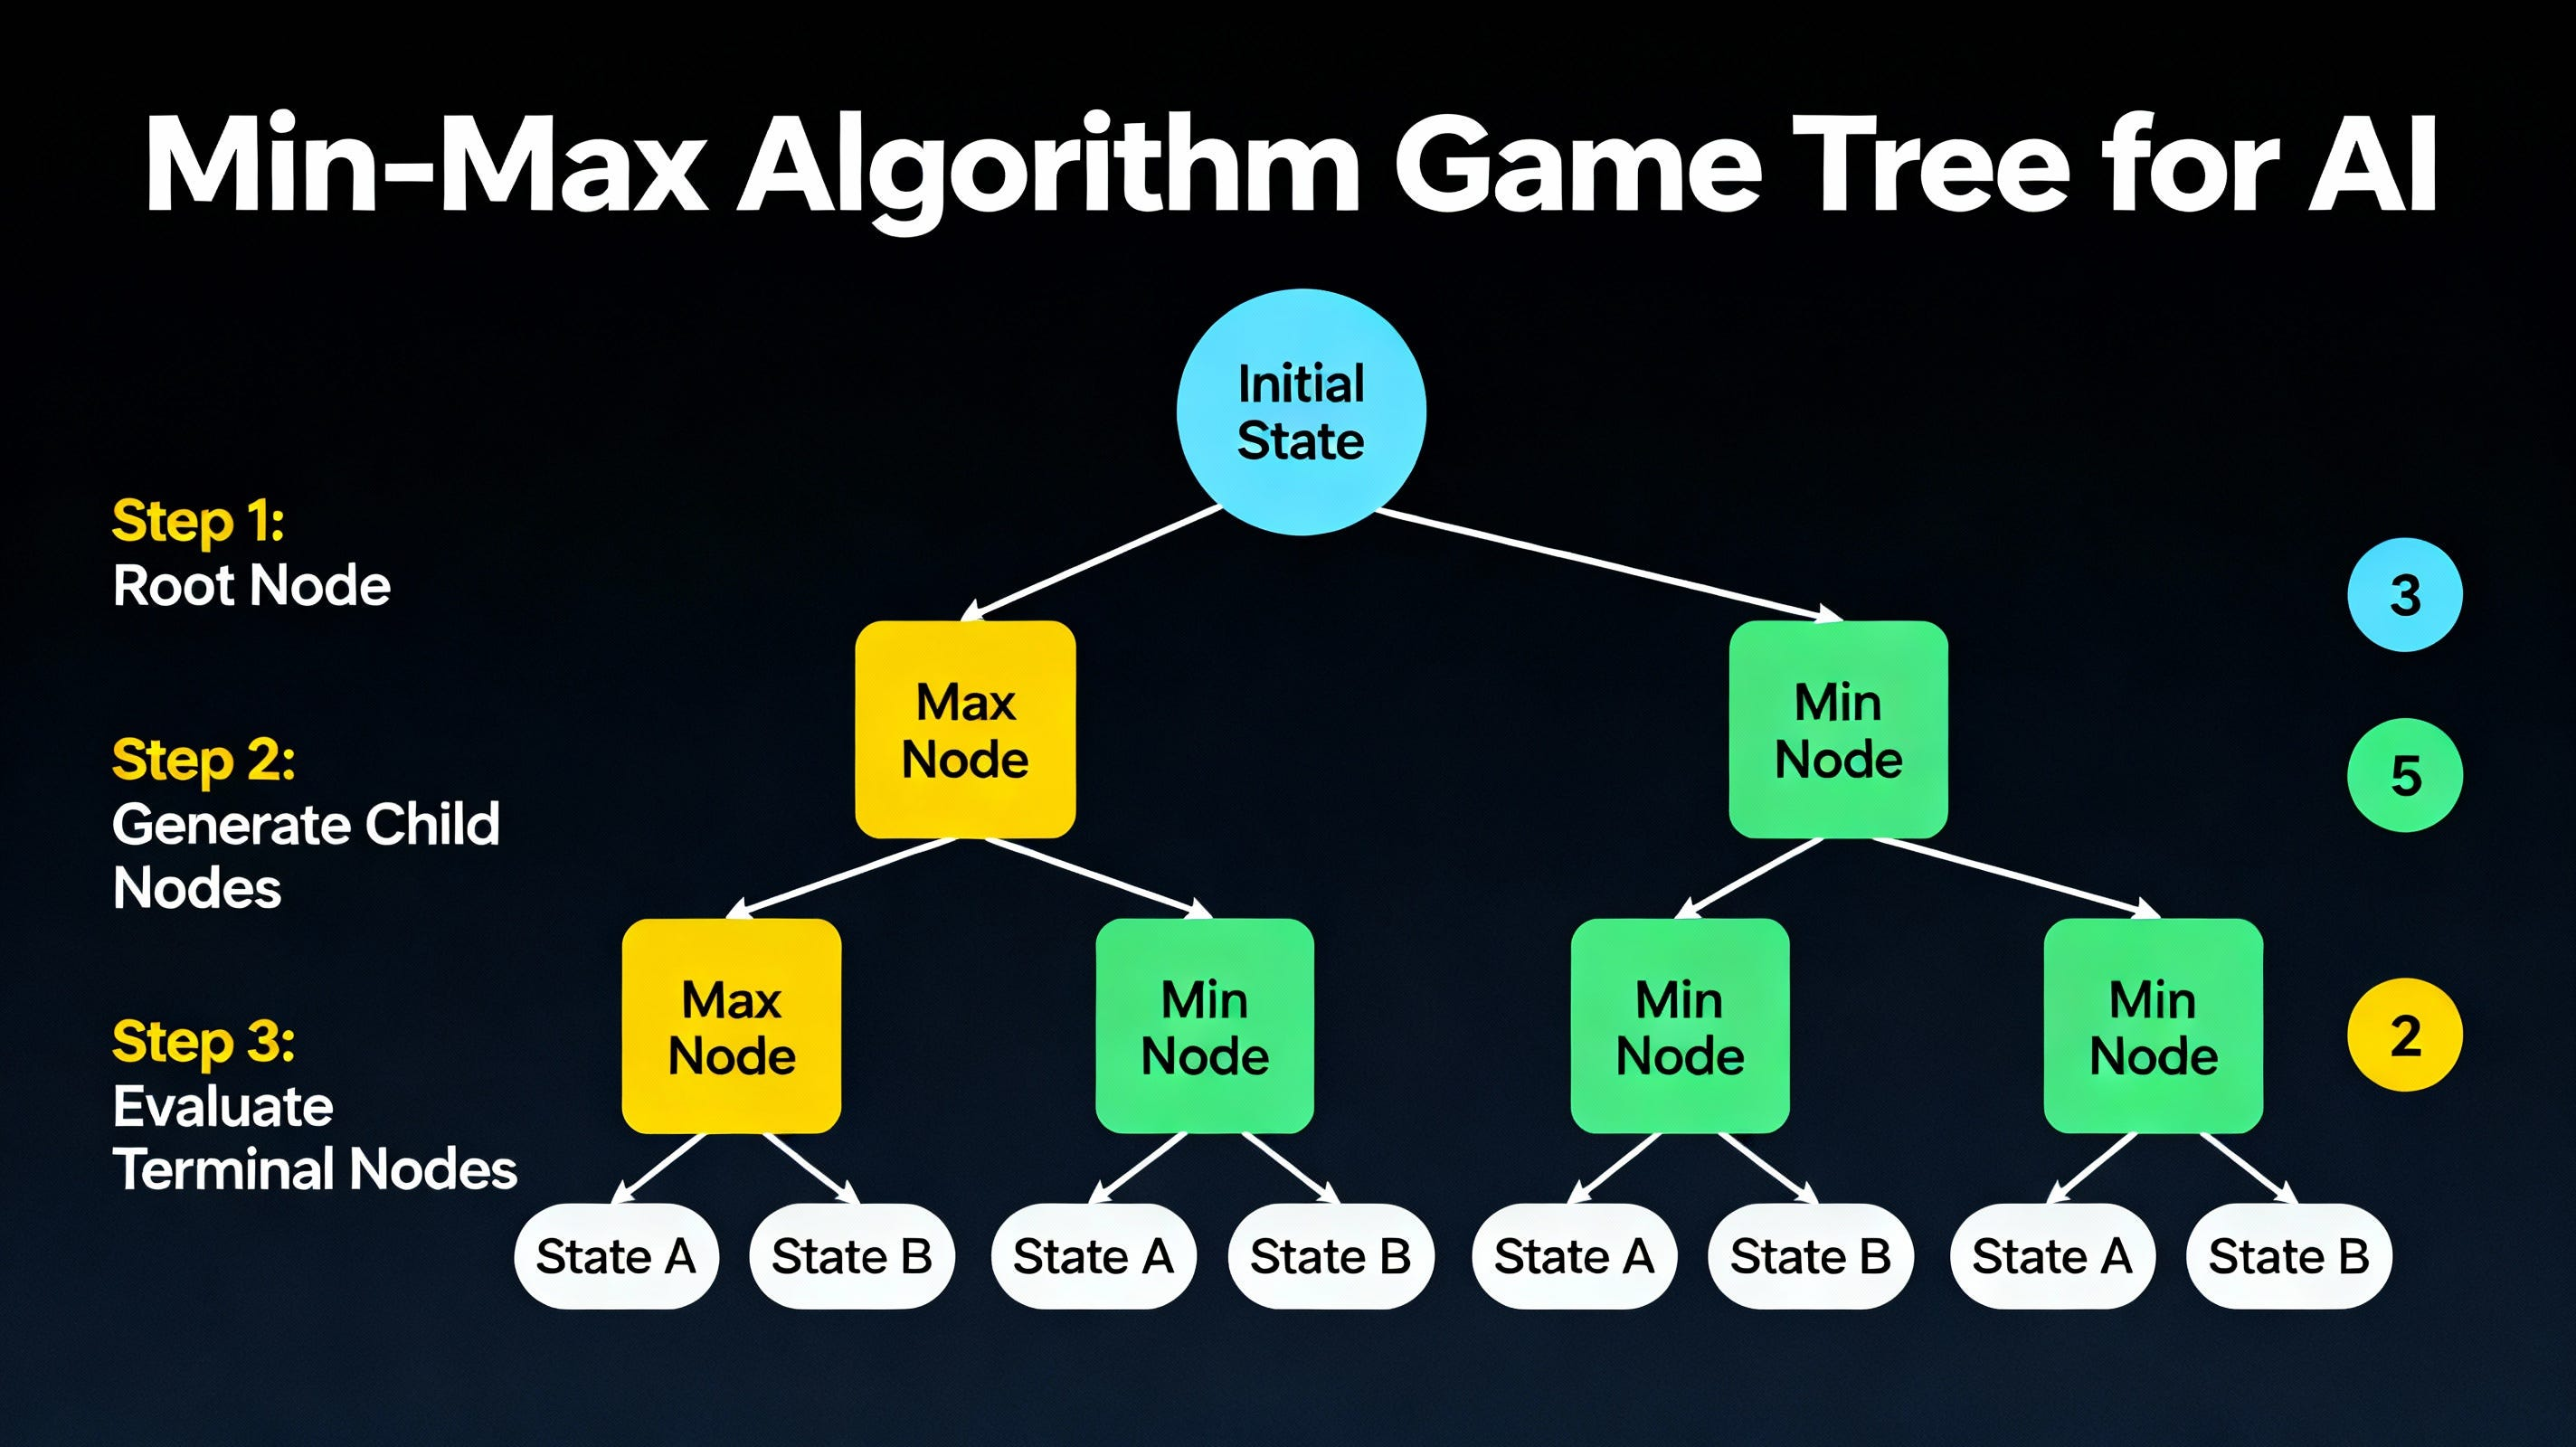 Min-Max Algorithm Game Tree for AI
Initial
State
Step 1:
Root Node
3
Max
Node
Min
Node
Step 2:
Generate Child
Nodes
5
Max
Node
Min
Node
Min
Node
Min
Node
2
Step 3:
Evaluate
Terminal Nodes
State A
State B
State A
State B
State A
State B
State A
State B